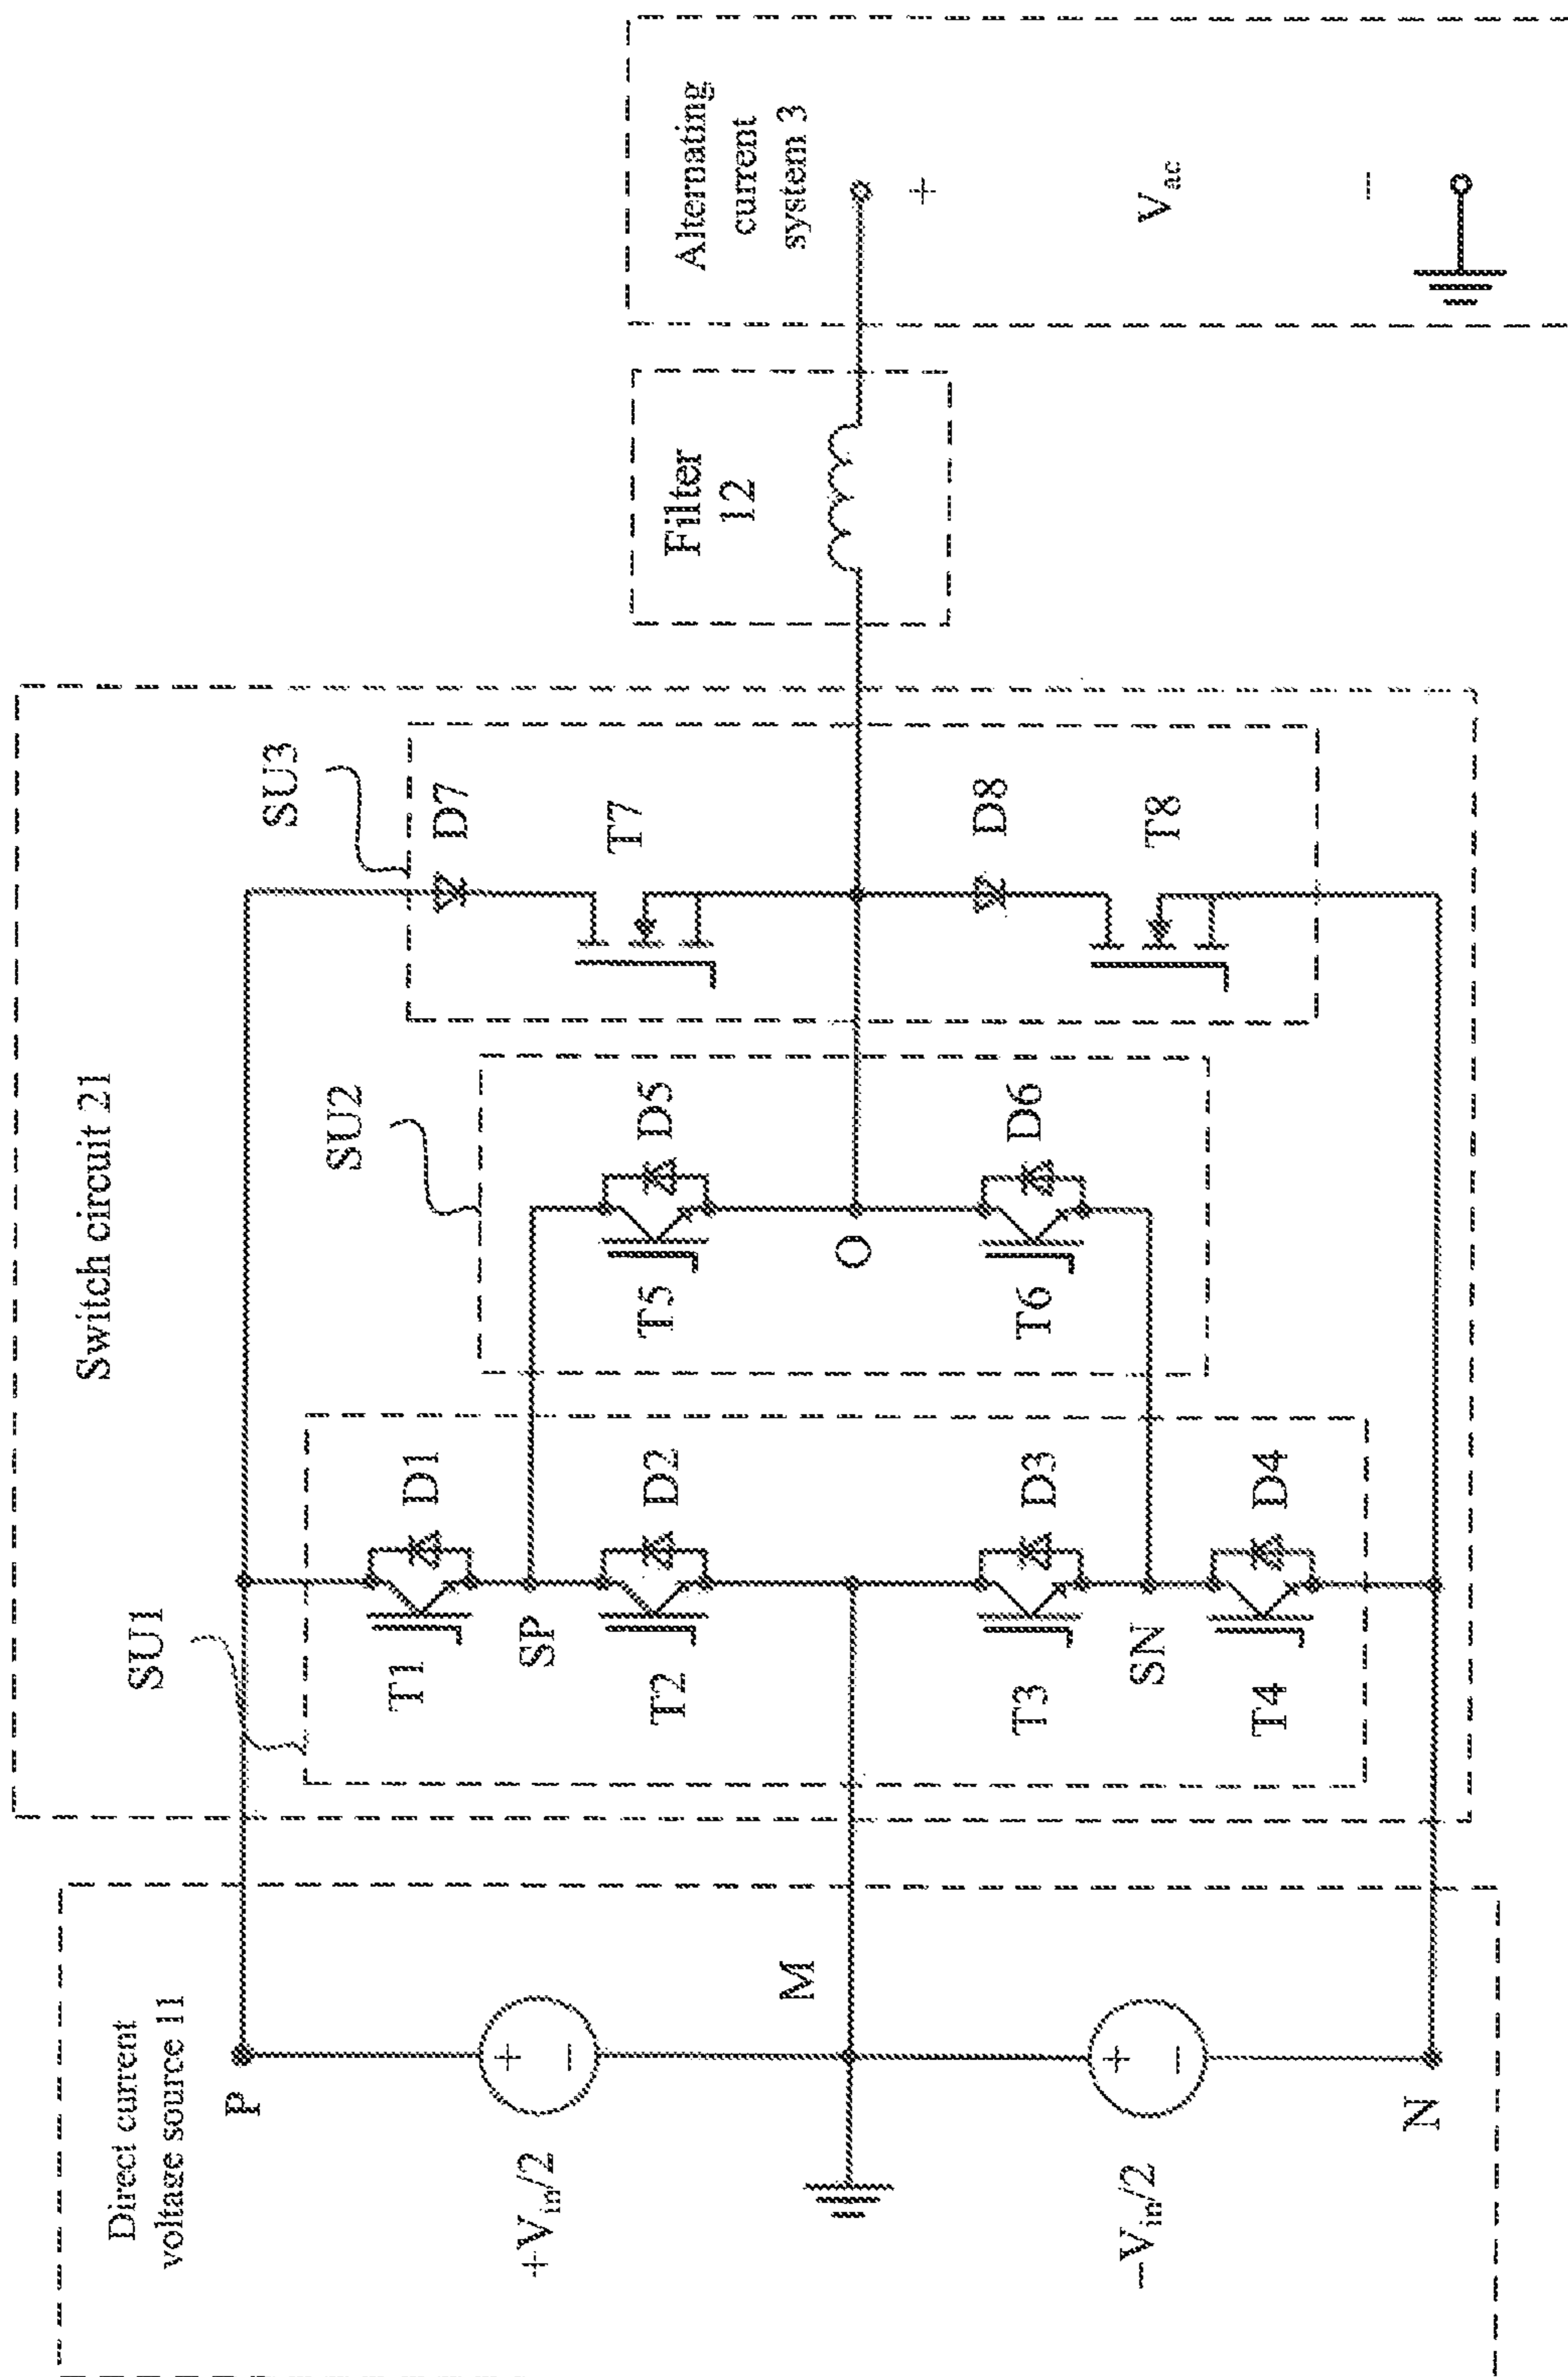 Direct current
voltage source 11
P
+Vin/2
M
−Vin/2
N
Switch circuit 21
SU1
T1
D1
SP
T2
D2
T3
D3
SN
T4
D4
SU2
T5
D5
O
T6
D6
SU3
D7
T7
D8
T8
Filter
12
Alternating
current
system 3
+
Vac
−
+
−
+
−